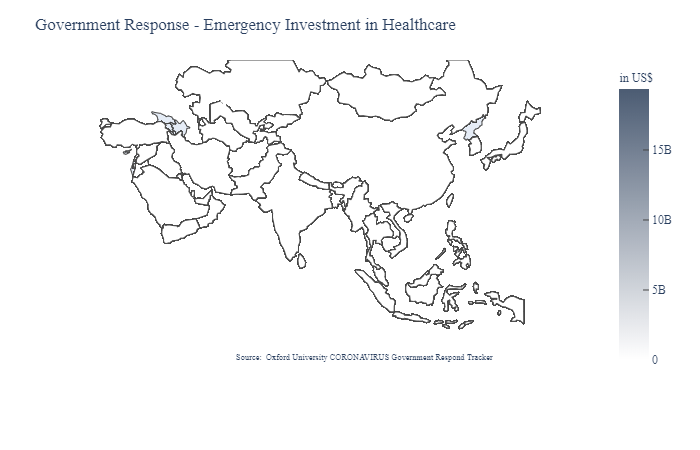 Government Response - Emergency Investment in Healthcare
in US$
15B
10B
5B
0
Source: Oxford University CORONAVIRUS Government Respond Tracker